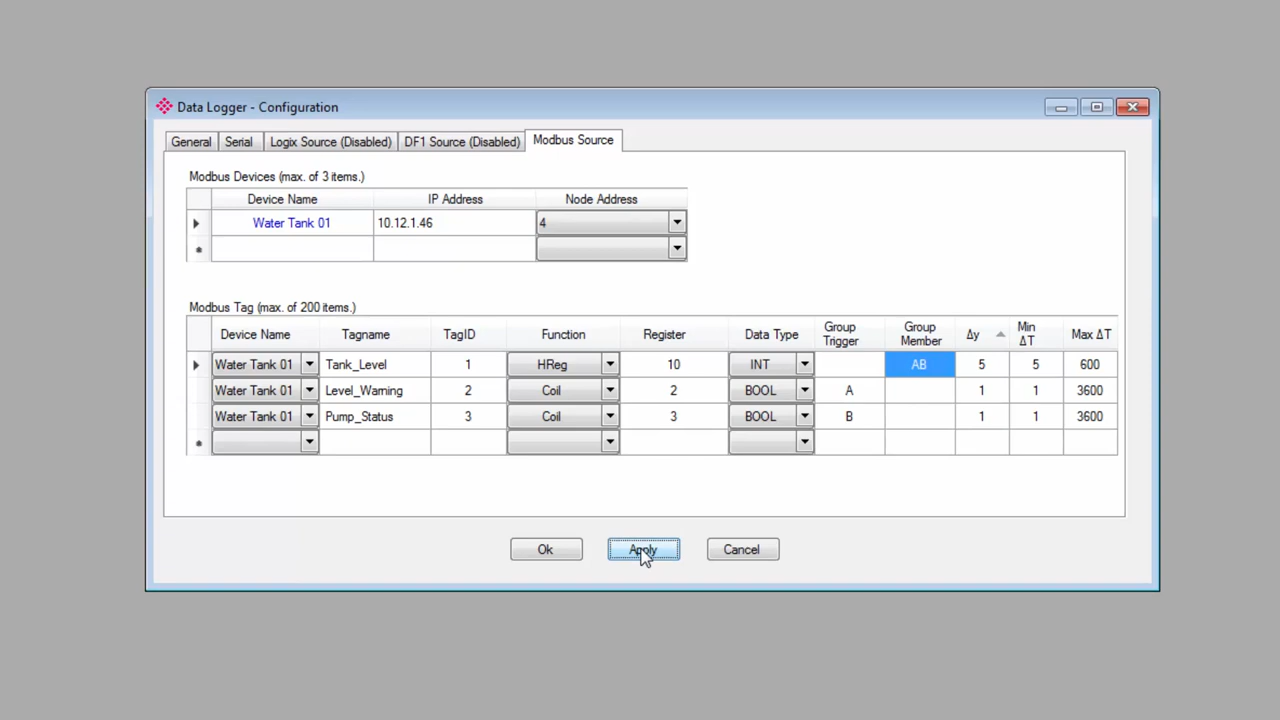 Data Logger - Configuration
General Serial Logix Source (Disabled) DF1 Source (Disabled) Modbus Source
Modbus Devices (max. of 3 items.)
Device Name IP Address Node Address
Water Tank 01 10.12.1.46 4
Modbus Tag (max. of 200 items.)
Device Name Tagname TagID Function Register Data Type Group Trigger Group Member Δy Min ΔT Max ΔT
Water Tank 01 Tank_Level 1 HReg 10 INT AB 5 5 600
Water Tank 01 Level_Warning 2 Coil 2 BOOL A 1 1 3600
Water Tank 01 Pump_Status 3 Coil 3 BOOL B 1 1 3600
Ok Apply Cancel